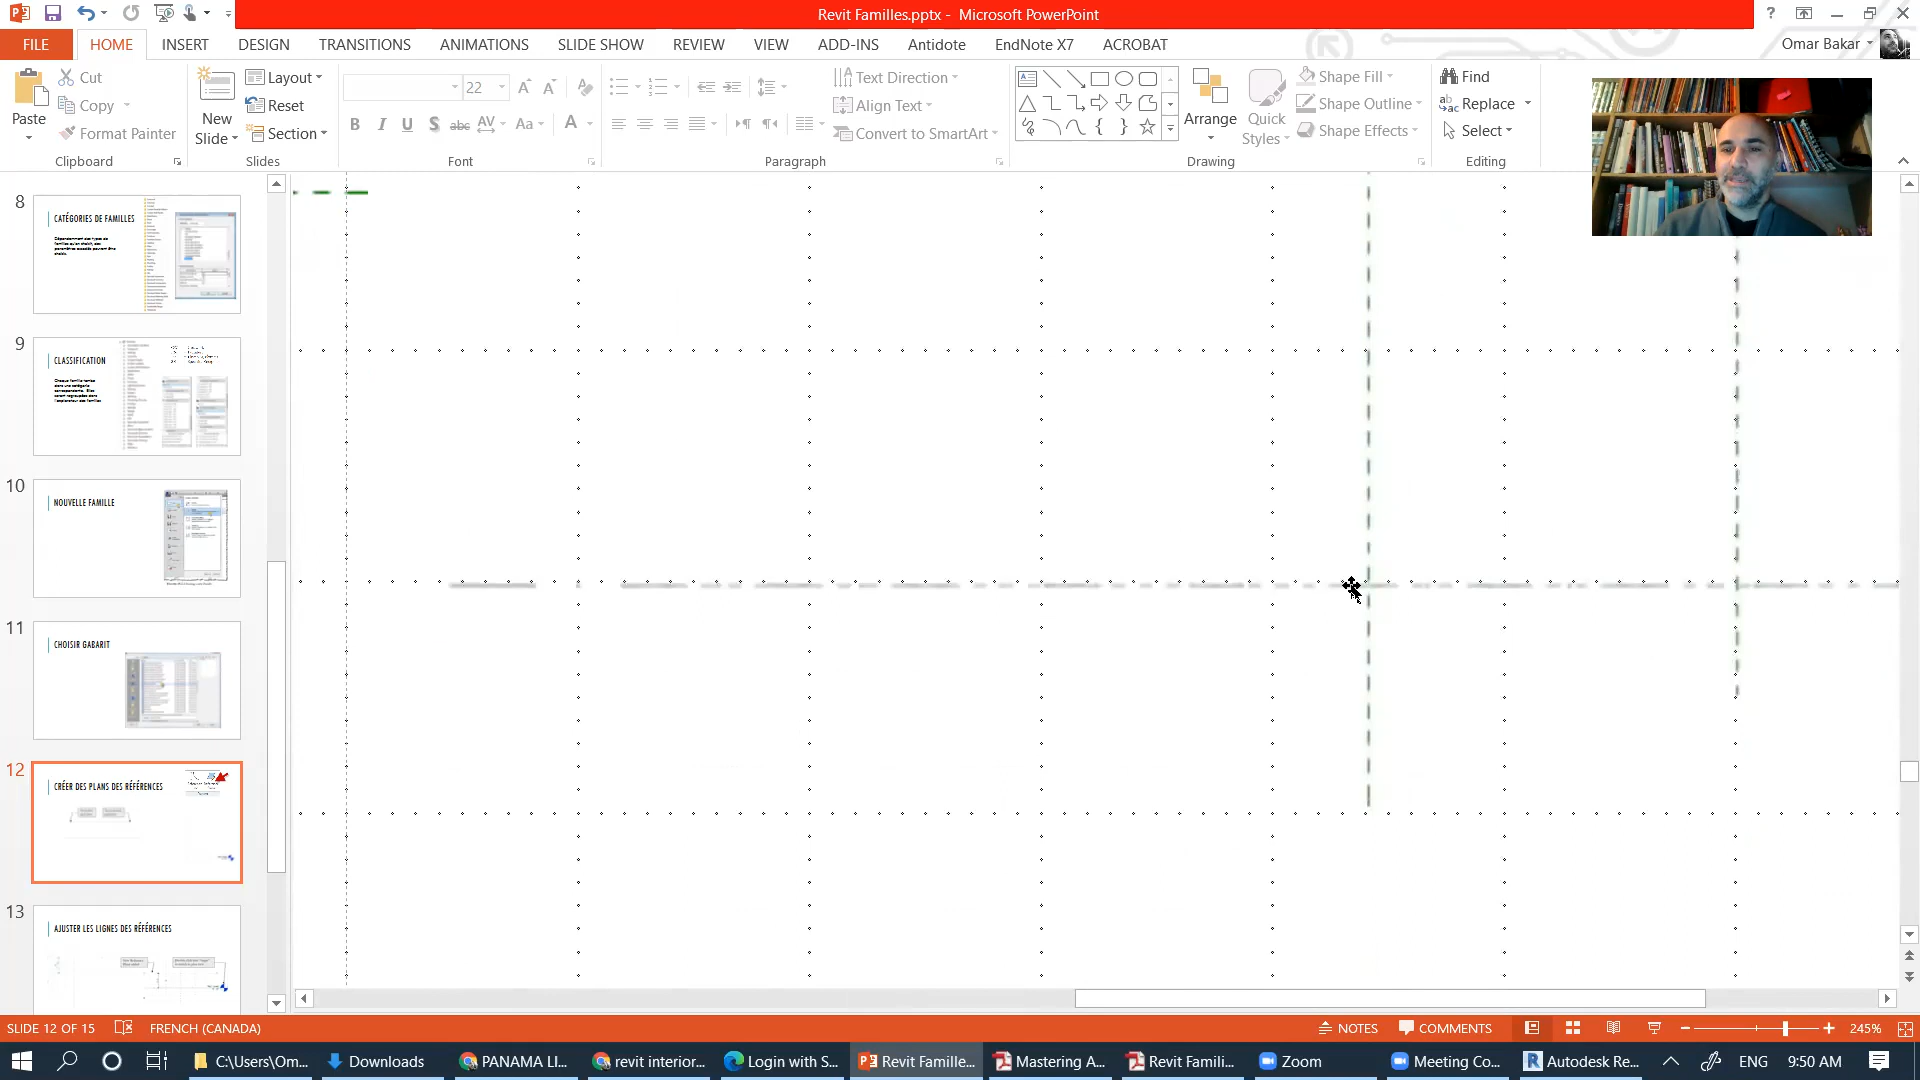 Revit Familles.pptx - Microsoft PowerPoint
?
FILE HOME INSERT DESIGN TRANSITIONS ANIMATIONS SLIDE SHOW REVIEW VIEW ADD-INS Antidote EndNote X7 ACROBAT
Omar Bakar
Paste
Cut
Copy
Format Painter
Clipboard
New
Slide
Layout
Reset
Section
Slides
22
B I U S abc AV Aa A
Font
Text Direction
Align Text
Convert to SmartArt
Paragraph
Arrange
Quick
Styles
Shape Fill
Shape Outline
Shape Effects
Drawing
Find
Replace
Select
Editing
8
CATÉGORIES DE FAMILLES
9
CLASSIFICATION
10
NOUVELLE FAMILLE
11
CHOISIR GABARIT
12
CRÉER DES PLANS DES RÉFÉRENCES
13
AJUSTER LES LIGNES DES RÉFÉRENCES
SLIDE 12 OF 15 FRENCH (CANADA) NOTES COMMENTS 245%
C:\Users\Om... Downloads PANAMA LI... revit interior... Login with S... Revit Famille... Mastering A... Revit Famili... Zoom Meeting Co... Autodesk Re... ENG 9:50 AM